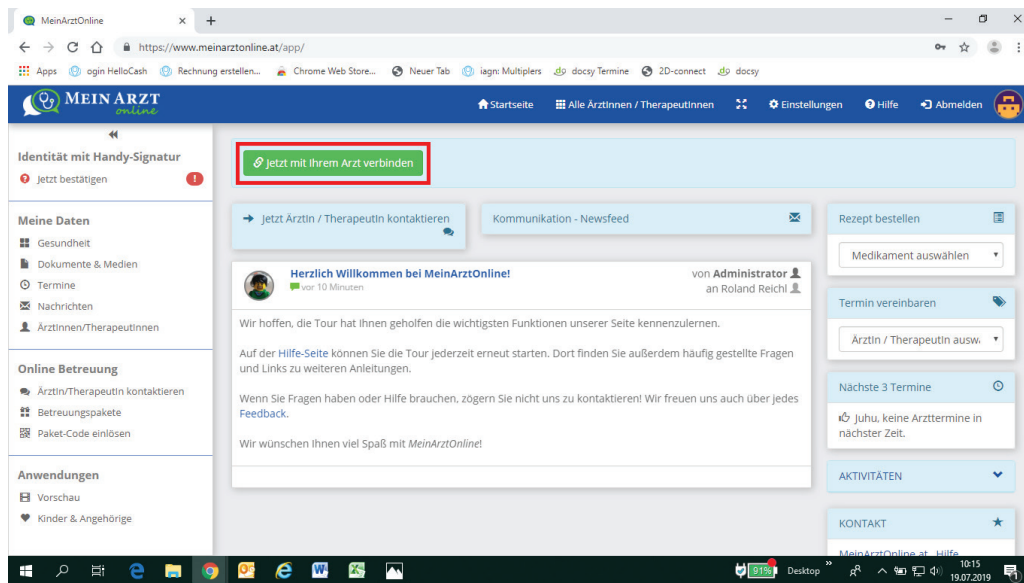 MeinArztOnline
https://www.meinarztonline.at/app/
Apps
ogin HelloCash
Rechnung erstellen...
Chrome Web Store...
Neuer Tab
iagn: Multiplers
docsy Termine
2D-connect
docsy
MEIN ARZT
online
Startseite
Alle ÄrztInnen / TherapeutInnen
Einstellungen
Hilfe
Abmelden
Identität mit Handy-Signatur
Jetzt bestätigen
Meine Daten
Gesundheit
Dokumente & Medien
Termine
Nachrichten
ÄrztInnen/TherapeutInnen
Online Betreuung
ÄrztIn/TherapeutIn kontaktieren
Betreuungspakete
Paket-Code einlösen
Anwendungen
Vorschau
Kinder & Angehörige
Jetzt mit Ihrem Arzt verbinden
Jetzt ÄrztIn / TherapeutIn kontaktieren
Kommunikation - Newsfeed
Herzlich Willkommen bei MeinArztOnline!
vor 10 Minuten
von Administrator
an Roland Reichl
Wir hoffen, die Tour hat Ihnen geholfen die wichtigsten Funktionen unserer Seite kennenzulernen.
Auf der Hilfe-Seite können Sie die Tour jederzeit erneut starten. Dort finden Sie außerdem häufig gestellte Fragen
und Links zu weiteren Anleitungen.
Wenn Sie Fragen haben oder Hilfe brauchen, zögern Sie nicht uns zu kontaktieren! Wir freuen uns auch über jedes
Feedback.
Wir wünschen Ihnen viel Spaß mit MeinArztOnline!
Rezept bestellen
Medikament auswählen
Termin vereinbaren
ÄrztIn / TherapeutIn ausw
Nächste 3 Termine
Juhu, keine Arzttermine in
nächster Zeit.
AKTIVITÄTEN
KONTAKT
MeinArztOnline.at Hilfe
91%
Desktop
10:15
19.07.2019